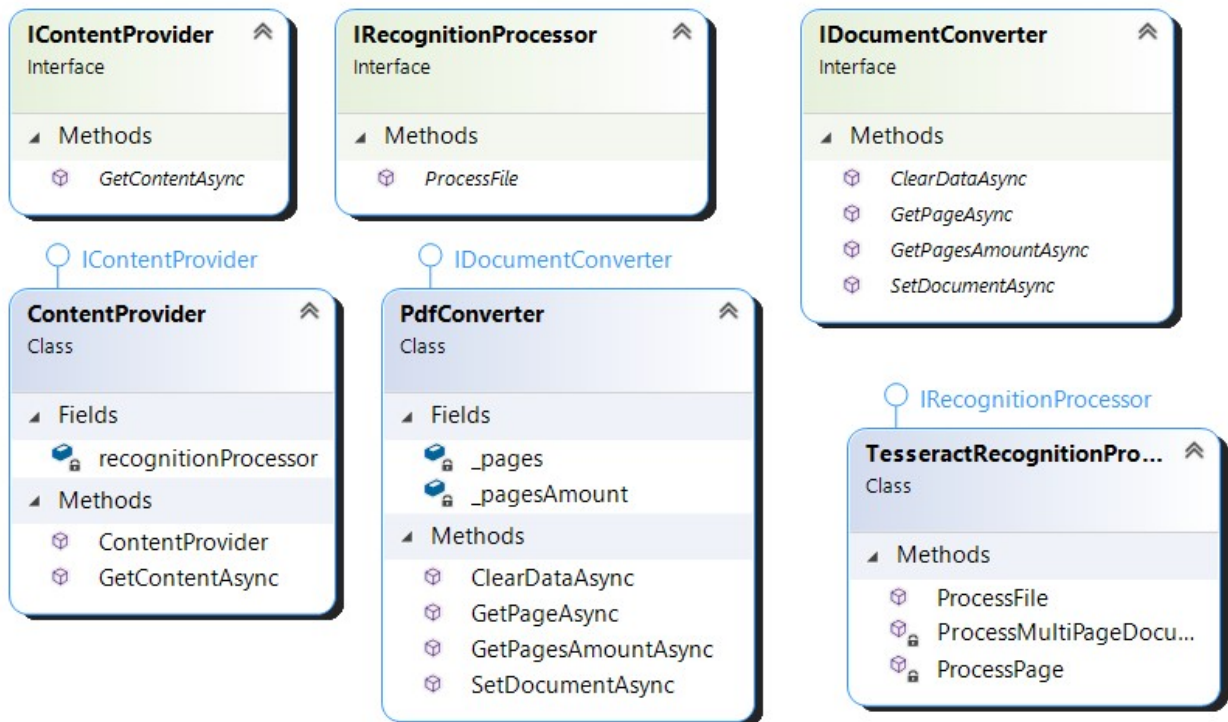 IContentProvider
Interface
Methods
GetContentAsync
IRecognitionProcessor
Interface
Methods
ProcessFile
IDocumentConverter
Interface
Methods
ClearDataAsync
GetPageAsync
GetPagesAmountAsync
SetDocumentAsync
IContentProvider
ContentProvider
Class
Fields
recognitionProcessor
Methods
ContentProvider
GetContentAsync
IDocumentConverter
PdfConverter
Class
Fields
_pages
_pagesAmount
Methods
ClearDataAsync
GetPageAsync
GetPagesAmountAsync
SetDocumentAsync
IRecognitionProcessor
TesseractRecognitionPro...
Class
Methods
ProcessFile
ProcessMultiPageDocu...
ProcessPage